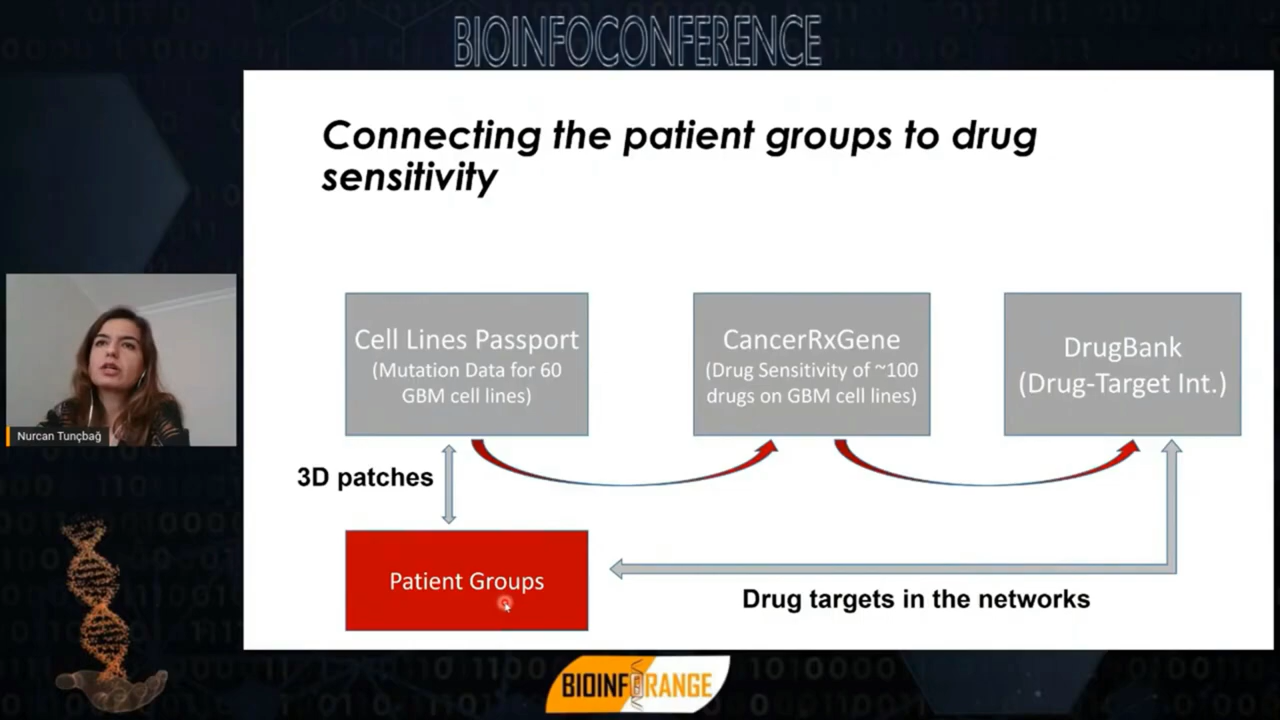 BIOINFOCONFERENCE
Connecting the patient groups to drug
sensitivity
Cell Lines Passport
(Mutation Data for 60
GBM cell lines)
CancerRxGene
(Drug Sensitivity of ~100
drugs on GBM cell lines)
DrugBank
(Drug-Target Int.)
Nurcan Tunçbağ
3D patches
Patient Groups
Drug targets in the networks
BIOINFORANGE